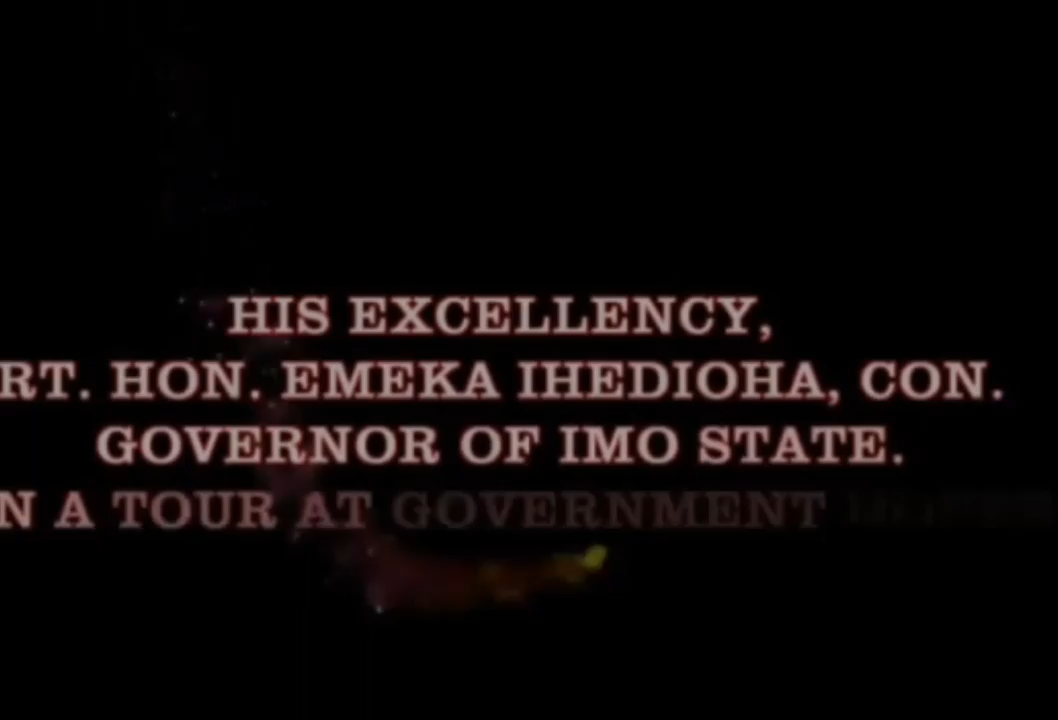 HIS EXCELLENCY,
RT. HON. EMEKA IHEDIOHA, CON.
GOVERNOR OF IMO STATE.
N A TOUR AT GOVERNMENT